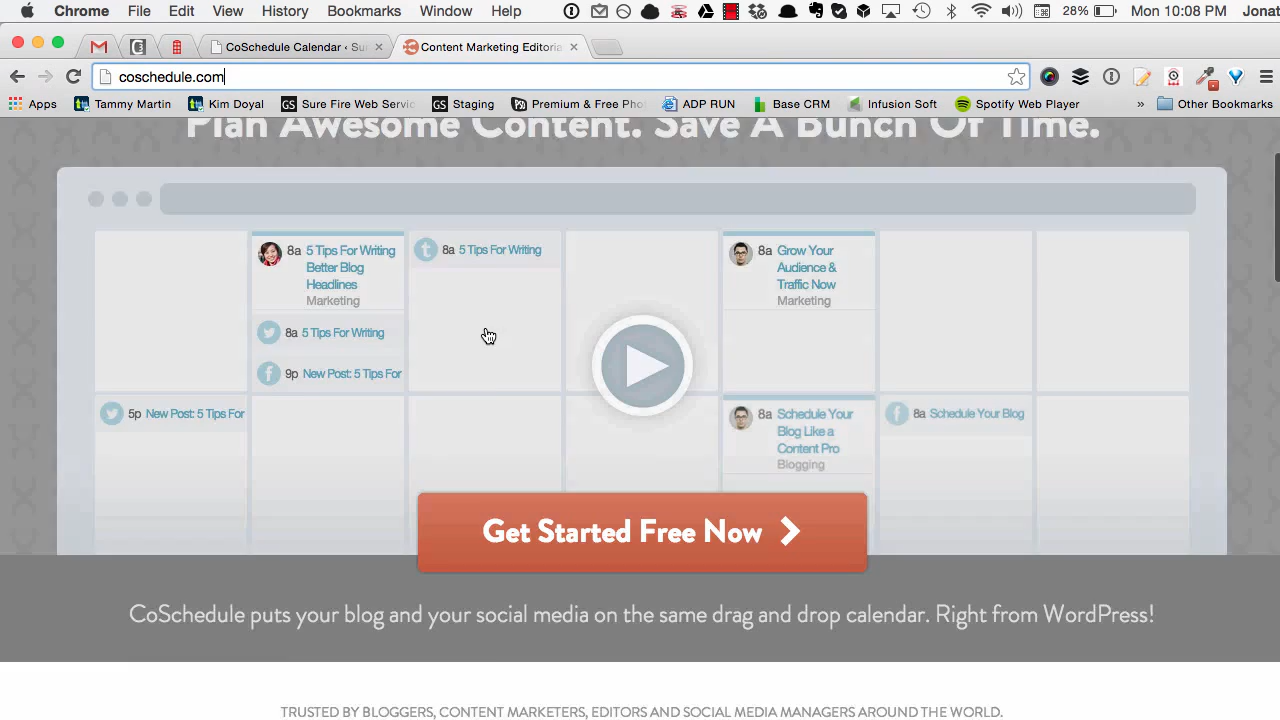 Chrome File Edit View History Bookmarks Window Help 28% Mon 10:08 PM Jonat
CoSchedule Calendar ‹ Su
Content Marketing Editoria
coschedule.com
Apps Tammy Martin Kim Doyal Sure Fire Web Servic Staging Premium & Free Pho ADP RUN Base CRM Infusion Soft Spotify Web Player » Other Bookmarks
Plan Awesome Content. Save A Bunch Of Time.
8a 5 Tips For Writing
Better Blog
Headlines
Marketing
8a 5 Tips For Writing
9p New Post: 5 Tips For
8a 5 Tips For Writing
8a Grow Your
Audience &
Traffic Now
Marketing
5p New Post: 5 Tips For
8a Schedule Your
Blog Like a
Content Pro
Blogging
8a Schedule Your Blog
Get Started Free Now
CoSchedule puts your blog and your social media on the same drag and drop calendar. Right from WordPress!
TRUSTED BY BLOGGERS, CONTENT MARKETERS, EDITORS AND SOCIAL MEDIA MANAGERS AROUND THE WORLD.